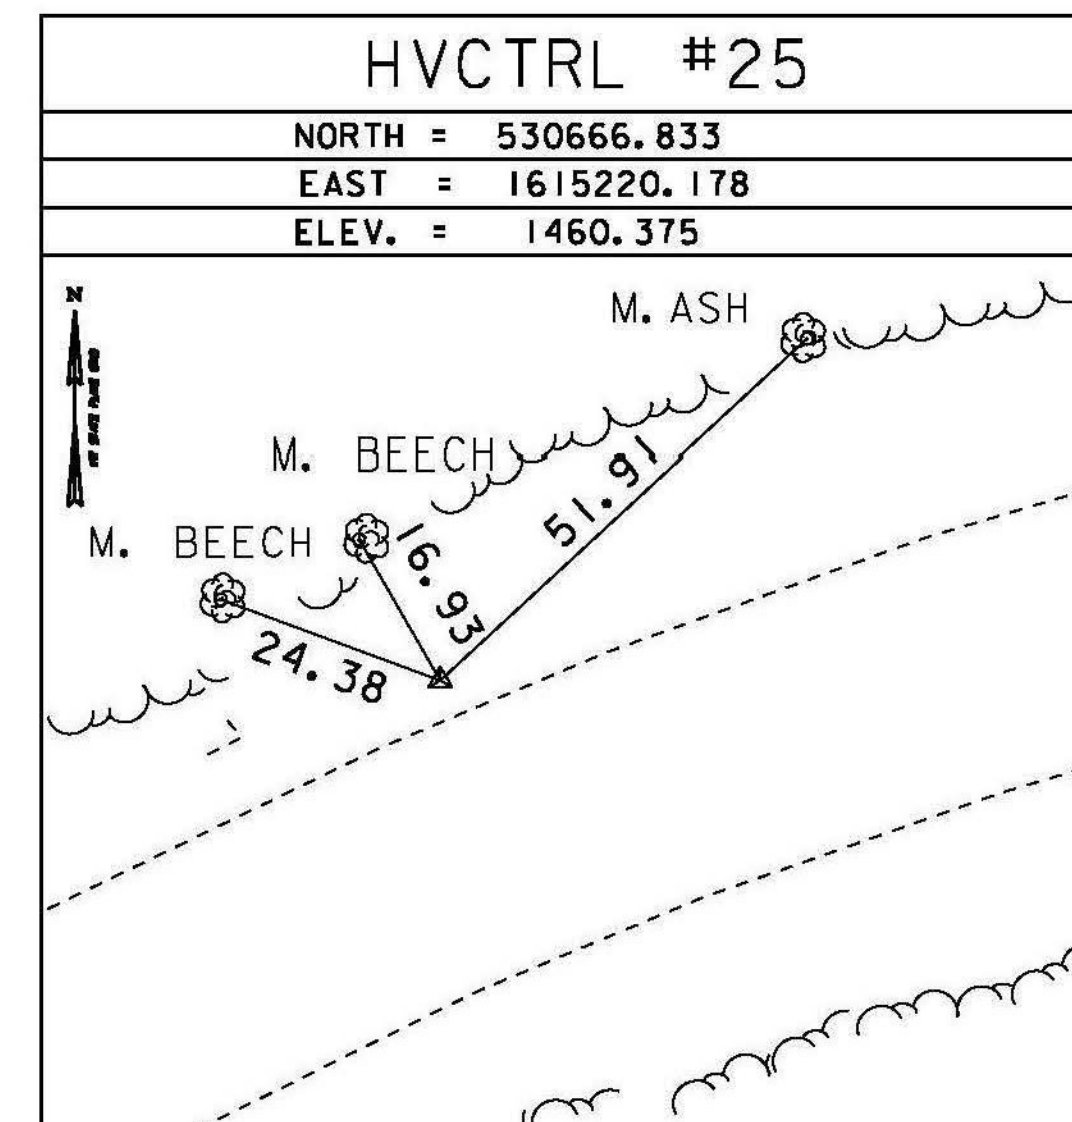 HVCTRL #25
NORTH = 530666.833
EAST = 1615220.178
ELEV. = 1460.375
N
M. ASH
M. BEECH
51.91
M. BEECH
16.93
24.38